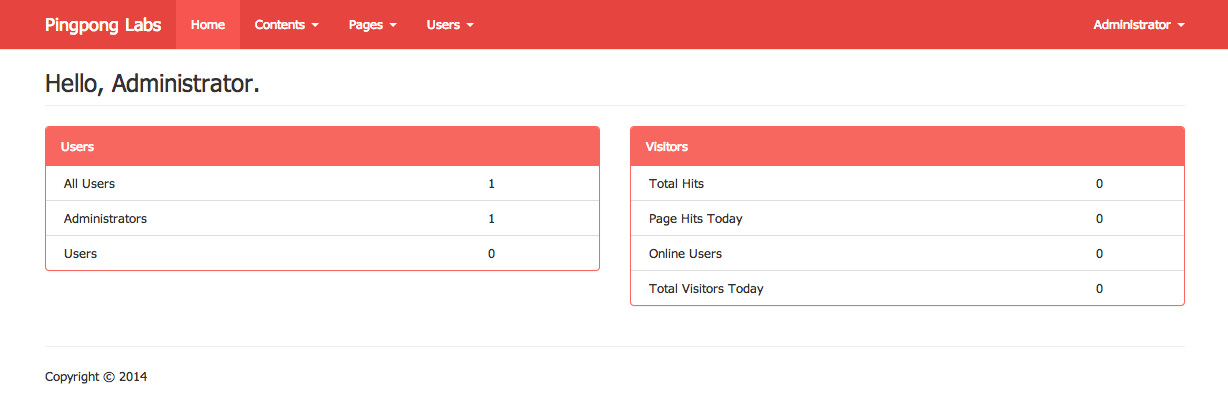 Pingpong Labs Home Contents Pages Users Administrator
Hello, Administrator.
Users
All Users 1
Administrators 1
Users 0
Visitors
Total Hits 0
Page Hits Today 0
Online Users 0
Total Visitors Today 0
Copyright © 2014